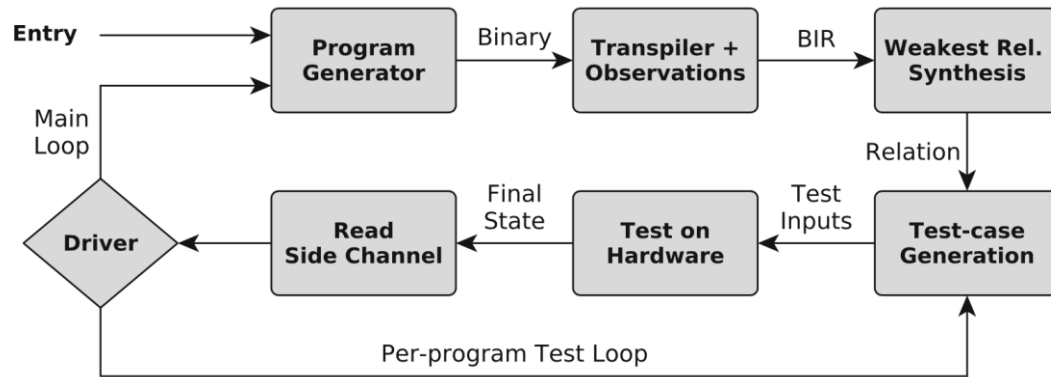 Entry
Program
Generator
Binary
Transpiler +
Observations
BIR
Weakest Rel.
Synthesis
Main
Loop
Relation
Driver
Read
Side Channel
Final
State
Test on
Hardware
Test
Inputs
Test-case
Generation
Per-program Test Loop